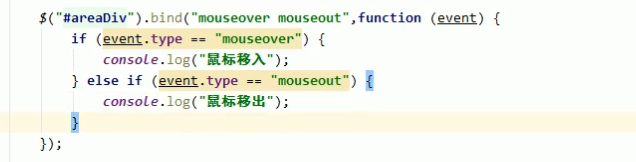 $("#areaDiv").bind("mouseover mouseout",function (event) {
if (event.type == "mouseover") {
console.log("鼠标移入");
} else if (event.type == "mouseout") {
console.log("鼠标移出");
}
});